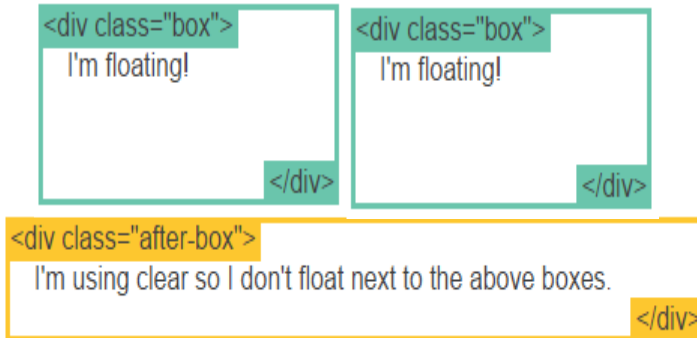 <div class="box"> <div class="box">
I'm floating! I'm floating!
</div> </div>
<div class="after-box">
I'm using clear so I don't float next to the above boxes.
</div>